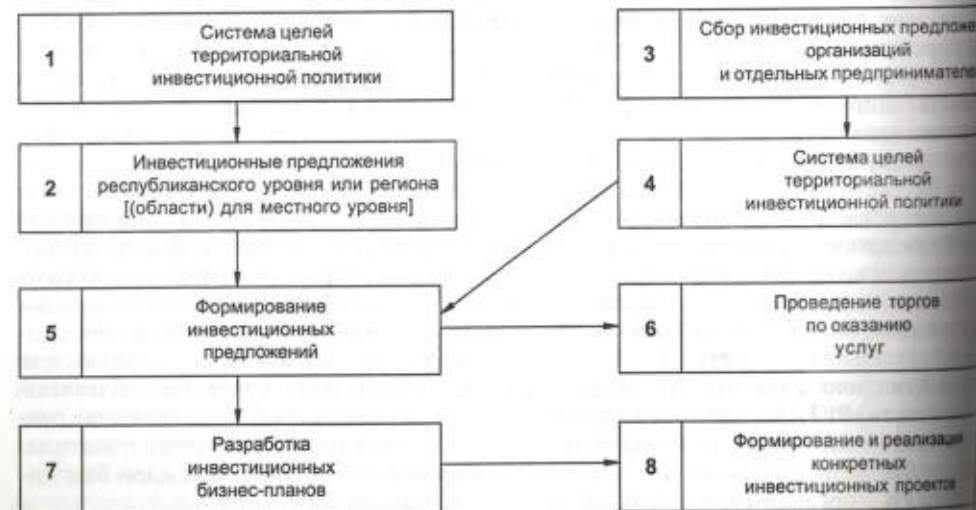 1
Система целей
территориальной
инвестиционной политики
3
Сбор инвестиционных
организаций
и отдельных
2
Инвестиционные предложения
республиканского уровня или региона
[(области) для местного уровня]
4
Система целей
территориальной
инвестиционной политики
5
Формирование
инвестиционных
предложений
6
Проведение торгов
по оказанию
услуг
7
Разработка
инвестиционных
бизнес-планов
8
Формирование и
конкретных
инвестиционных проектов